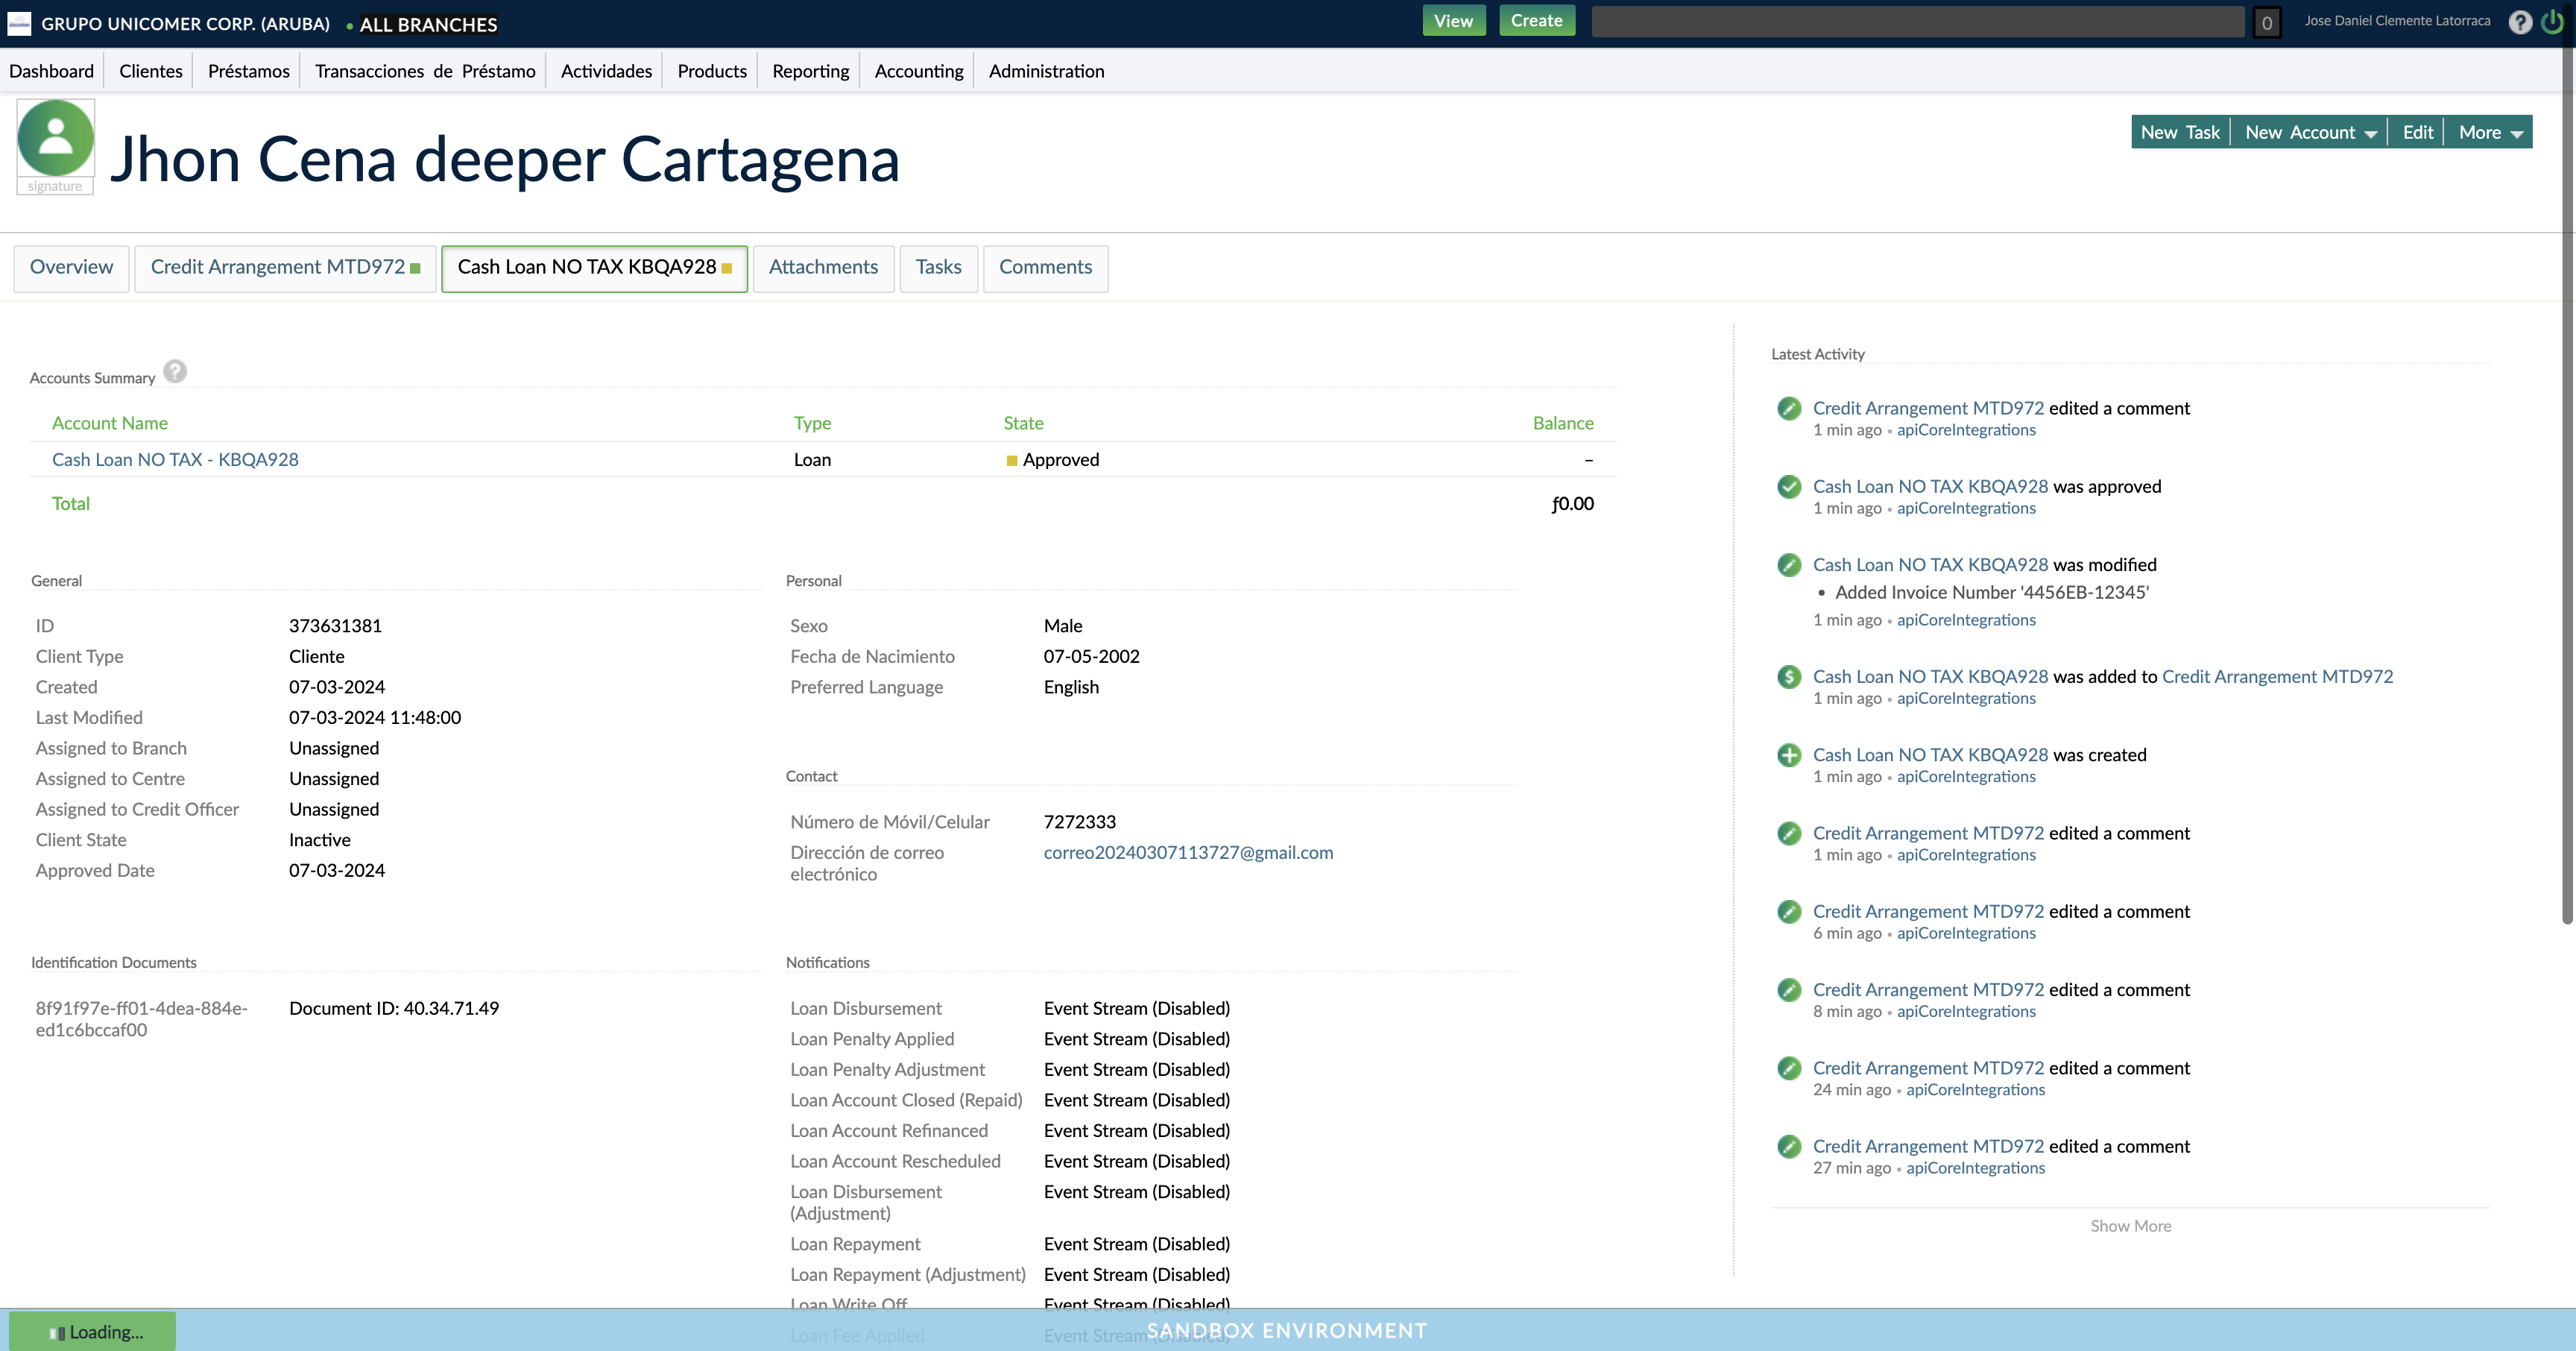 GRUPO UNICOMER CORP. (ARUBA) • ALL BRANCHES
View Create 0 Jose Daniel Clemente Latorraca ?
Dashboard Clientes Préstamos Transacciones de Préstamo Actividades Products Reporting Accounting Administration
signature
Jhon Cena deeper Cartagena
New Task New Account Edit More
Overview Credit Arrangement MTD972 Cash Loan NO TAX KBQA928 Attachments Tasks Comments
Accounts Summary ?
Account Name Type State Balance
Cash Loan NO TAX - KBQA928 Loan Approved –
Total ƒ0.00
General
ID 373631381
Client Type Cliente
Created 07-03-2024
Last Modified 07-03-2024 11:48:00
Assigned to Branch Unassigned
Assigned to Centre Unassigned
Assigned to Credit Officer Unassigned
Client State Inactive
Approved Date 07-03-2024
Personal
Sexo Male
Fecha de Nacimiento 07-05-2002
Preferred Language English
Contact
Número de Móvil/Celular 7272333
Dirección de correo
electrónico
correo20240307113727@gmail.com
Identification Documents
8f91f97e-ff01-4dea-884e-
ed1c6bccaf00
Document ID: 40.34.71.49
Notifications
Loan Disbursement Event Stream (Disabled)
Loan Penalty Applied Event Stream (Disabled)
Loan Penalty Adjustment Event Stream (Disabled)
Loan Account Closed (Repaid) Event Stream (Disabled)
Loan Account Refinanced Event Stream (Disabled)
Loan Account Rescheduled Event Stream (Disabled)
Loan Disbursement
(Adjustment)
Event Stream (Disabled)
Loan Repayment Event Stream (Disabled)
Loan Repayment (Adjustment) Event Stream (Disabled)
Loan Write Off Event Stream (Disabled)
Loan Fee Applied Event Stream (Disabled)
Latest Activity
Credit Arrangement MTD972 edited a comment
1 min ago • apiCoreIntegrations
Cash Loan NO TAX KBQA928 was approved
1 min ago • apiCoreIntegrations
Cash Loan NO TAX KBQA928 was modified
• Added Invoice Number '4456EB-12345'
1 min ago • apiCoreIntegrations
Cash Loan NO TAX KBQA928 was added to Credit Arrangement MTD972
1 min ago • apiCoreIntegrations
Cash Loan NO TAX KBQA928 was created
1 min ago • apiCoreIntegrations
Credit Arrangement MTD972 edited a comment
1 min ago • apiCoreIntegrations
Credit Arrangement MTD972 edited a comment
6 min ago • apiCoreIntegrations
Credit Arrangement MTD972 edited a comment
8 min ago • apiCoreIntegrations
Credit Arrangement MTD972 edited a comment
24 min ago • apiCoreIntegrations
Credit Arrangement MTD972 edited a comment
27 min ago • apiCoreIntegrations
Show More
Loading...
SANDBOX ENVIRONMENT